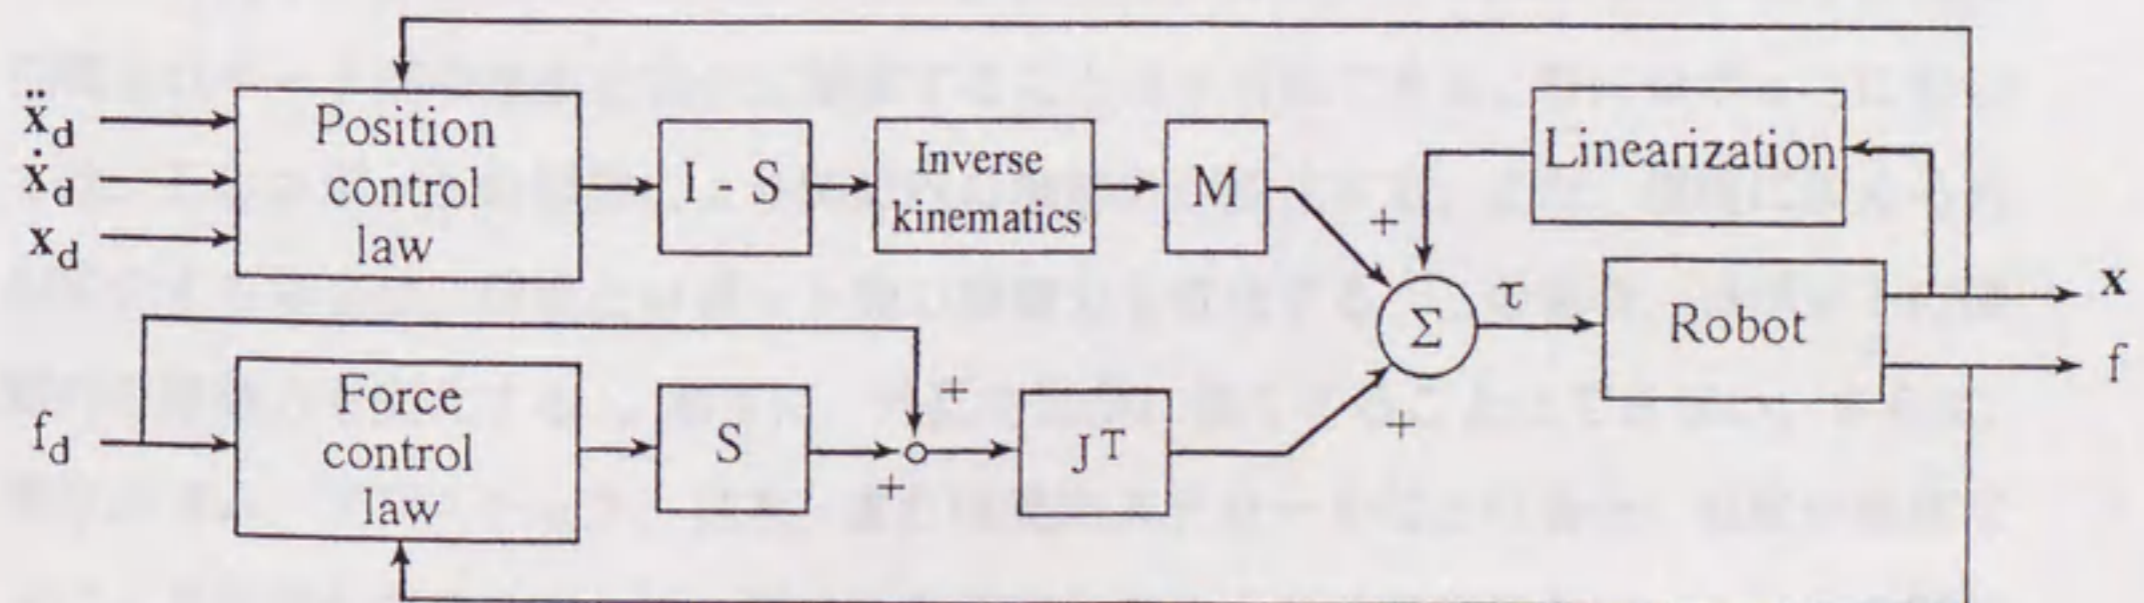 ẍd
ẋd
xd
Position
control
law
I - S
Inverse
kinematics
M
+
Linearization
Σ
τ
Robot
x
f
fd
Force
control
law
S
+
+
Jᵀ
+